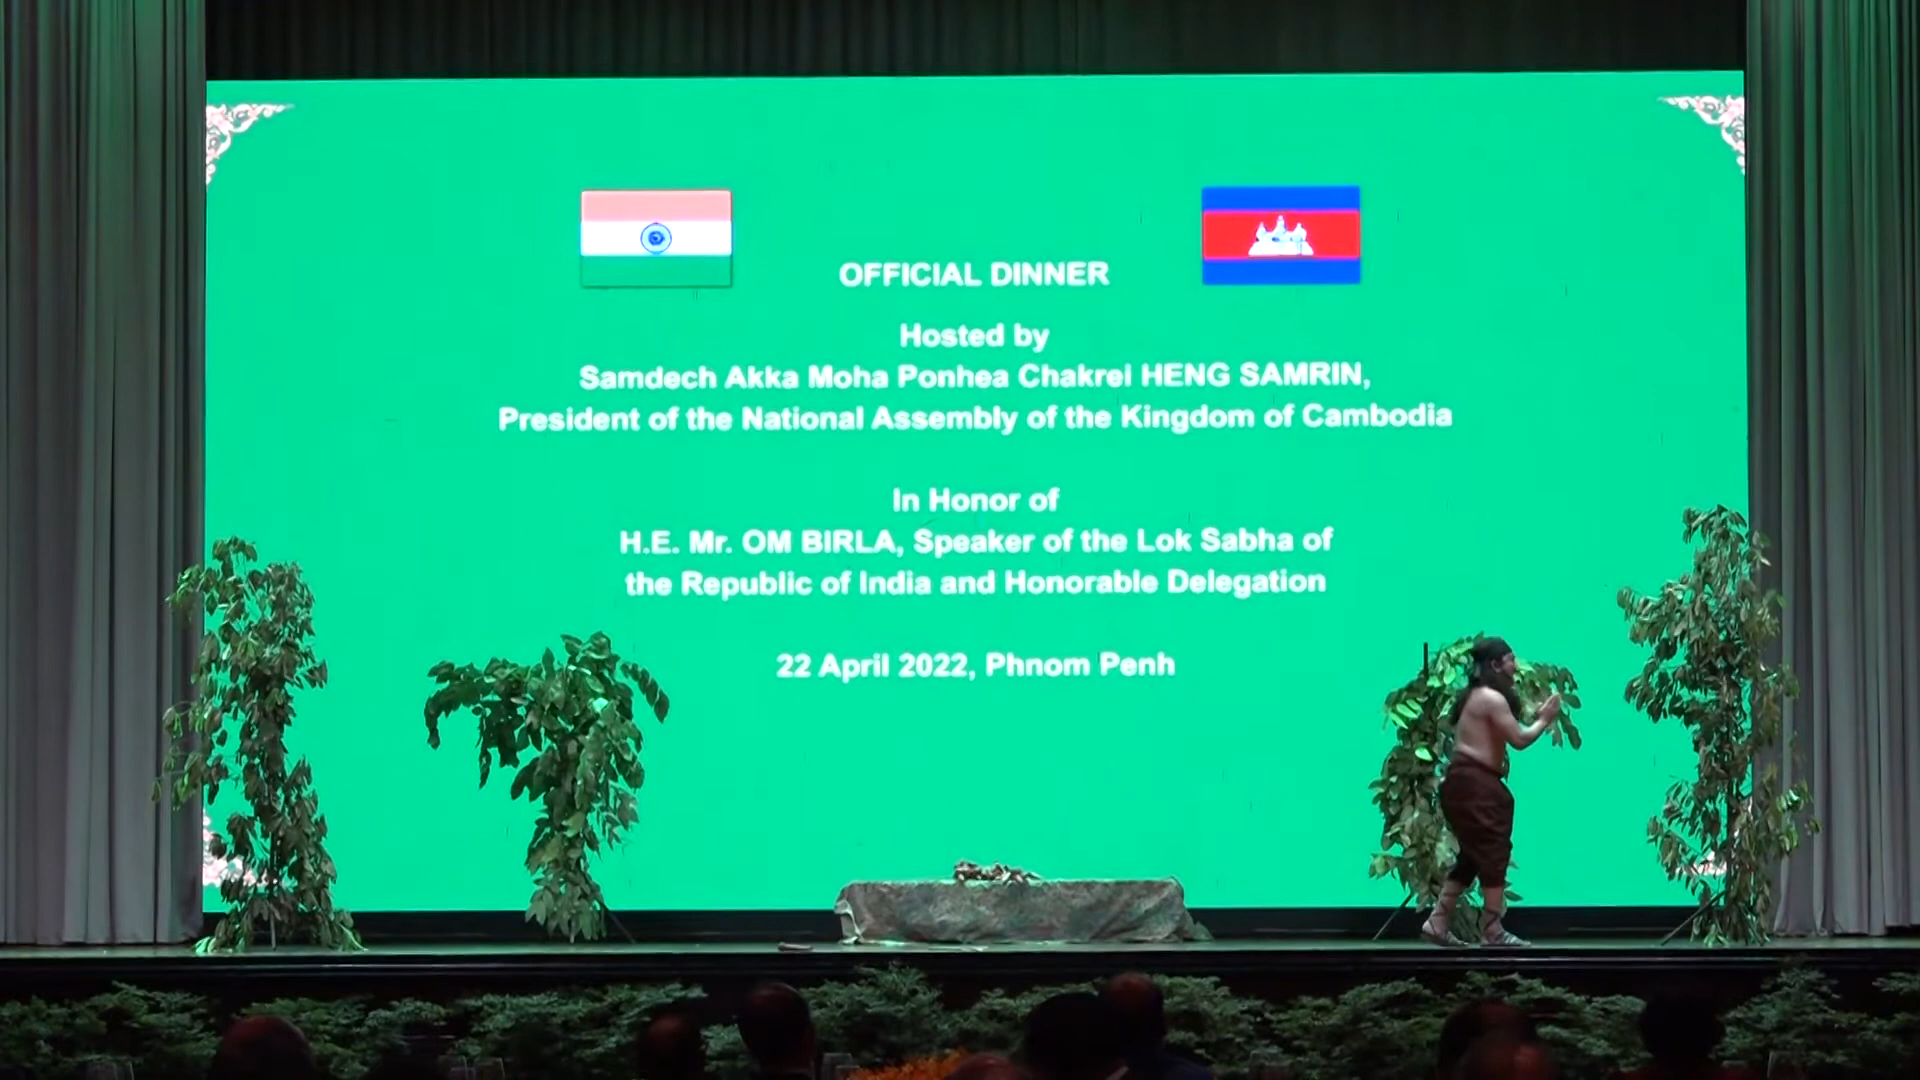 OFFICIAL DINNER
Hosted by
Samdech Akka Moha Ponhea Chakrei HENG SAMRIN,
President of the National Assembly of the Kingdom of Cambodia
In Honor of
H.E. Mr. OM BIRLA, Speaker of the Lok Sabha of
the Republic of India and Honorable Delegation
22 April 2022, Phnom Penh